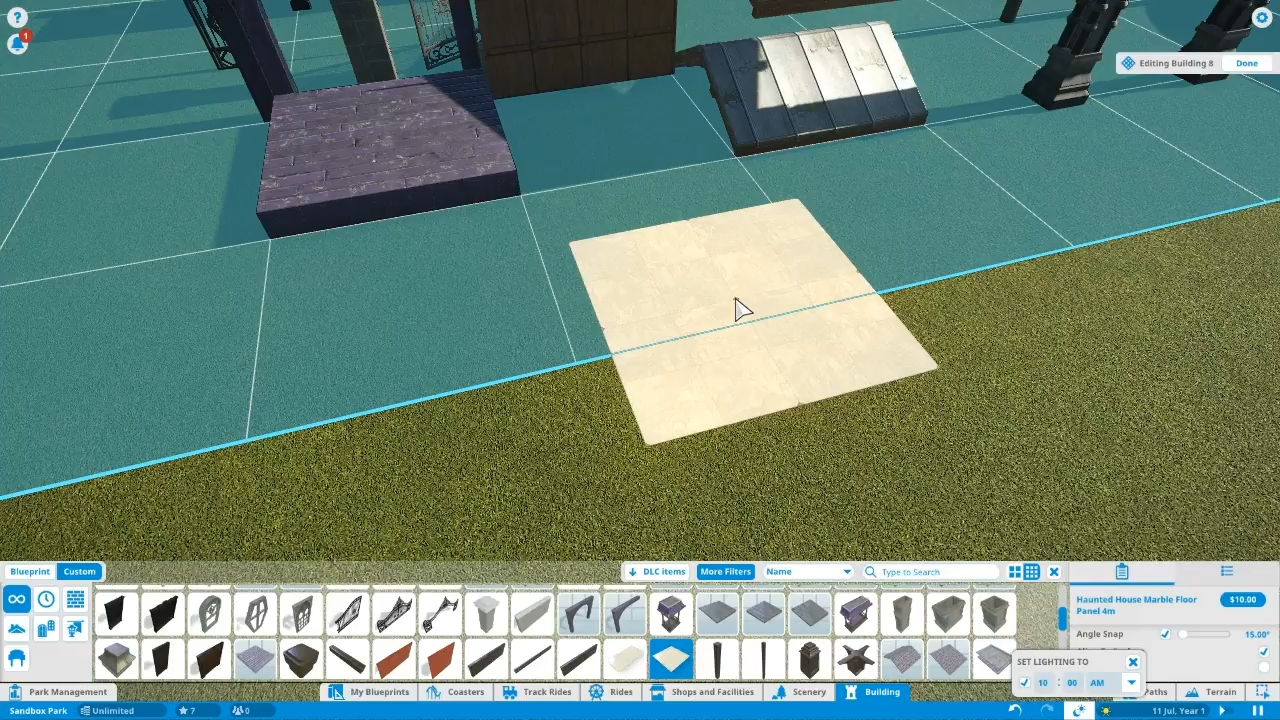 ?
1
Editing Building 8
Done
Blueprint
Custom
DLC items
More Filters
Name
Type to Search
Haunted House Marble Floor
Panel 4m
$10.00
Angle Snap
15.00°
SET LIGHTING TO
10 : 00 AM
Park Management
My Blueprints
Coasters
Track Rides
Rides
Shops and Facilities
Scenery
Building
Paths
Terrain
Sandbox Park
Unlimited
7
0
11 Jul, Year 1